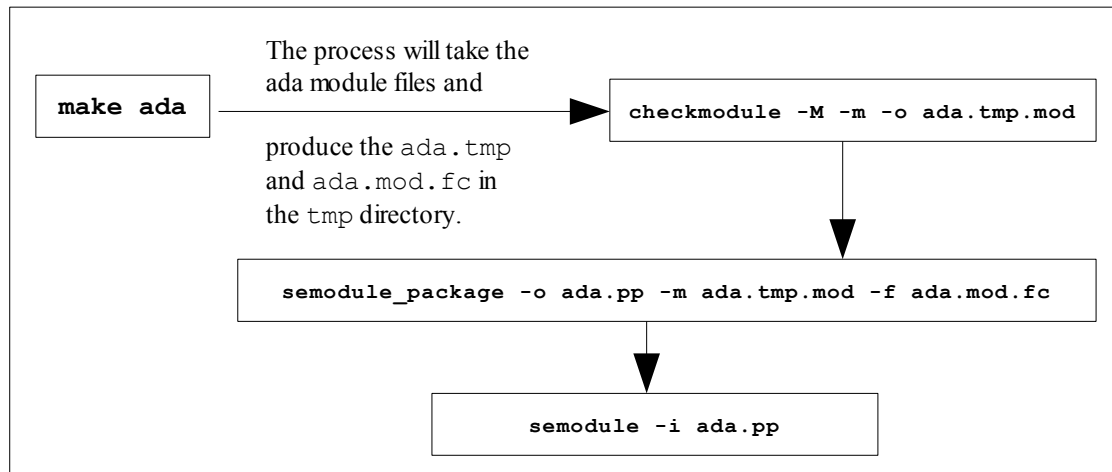 make ada
The process will take the
ada module files and
produce the ada.tmp
and ada.mod.fc in
the tmp directory.
checkmodule -M -m -o ada.tmp.mod
semodule_package -o ada.pp -m ada.tmp.mod -f ada.mod.fc
semodule -i ada.pp